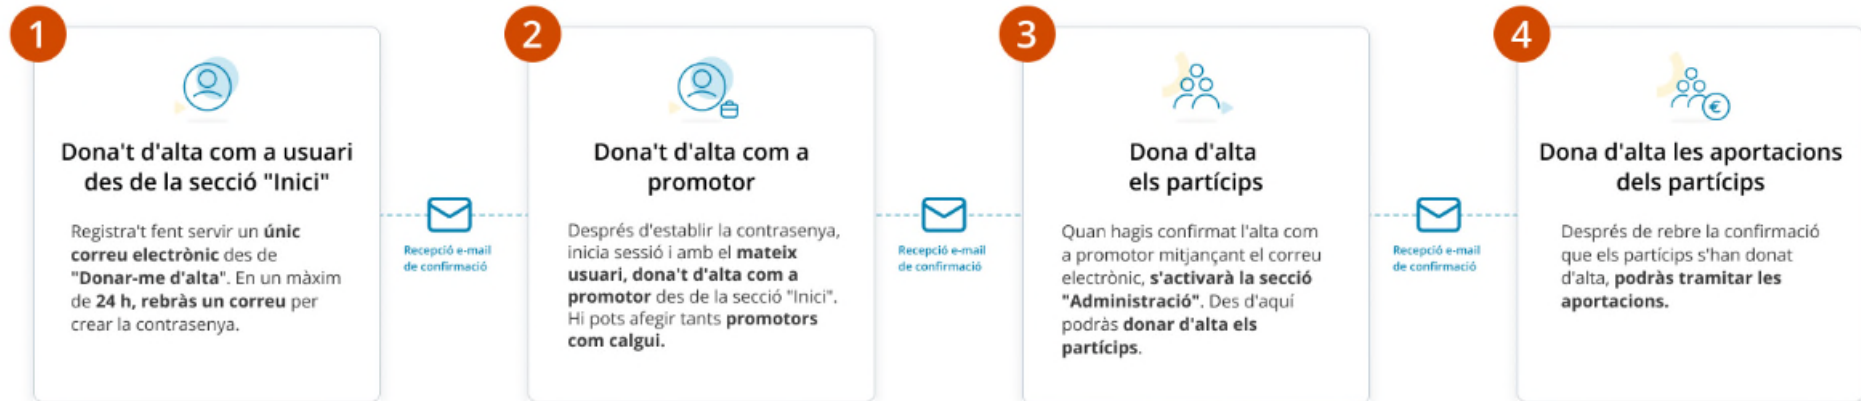 1
Dona't d'alta com a usuari
des de la secció "Inici"
Registra't fent servir un únic
correu electrònic des de
"Donar-me d'alta". En un màxim
de 24 h, rebràs un correu per
crear la contrasenya.
Recepció e-mail
de confirmació
2
Dona't d'alta com a
promotor
Després d'establir la contrasenya,
inicia sessió i amb el mateix
usuari, dona't d'alta com a
promotor des de la secció "Inici".
Hi pots afegir tants promotors
com calgui.
Recepció e-mail
de confirmació
3
Dona d'alta
els partícips
Quan hagis confirmat l'alta com
a promotor mitjançant el correu
electrònic, s'activarà la secció
"Administració". Des d'aquí
podràs donar d'alta els
partícips.
Recepció e-mail
de confirmació
4
€
Dona d'alta les aportacions
dels partícips
Després de rebre la confirmació
que els partícips s'han donat
d'alta, podràs tramitar les
aportacions.